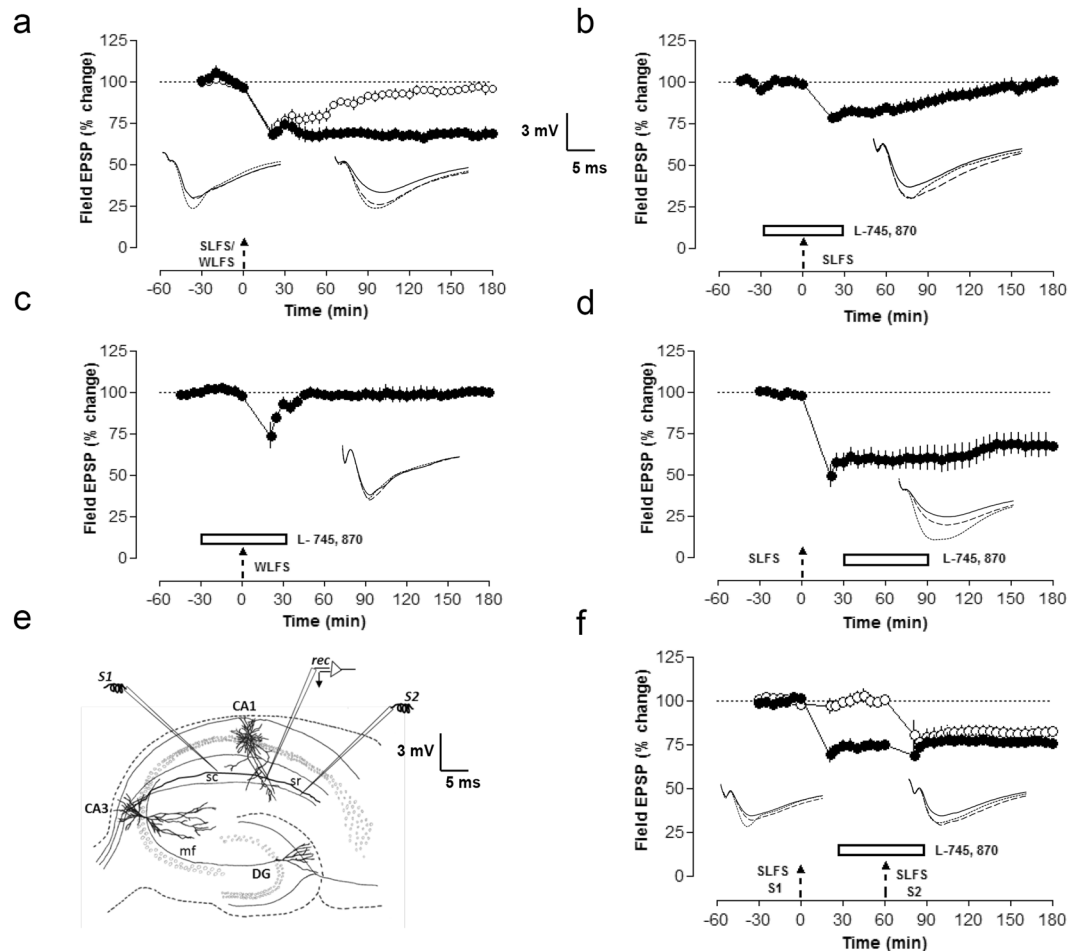 a
Field EPSP (% change)
125
100
75
50
25
0
SLFS/
WLFS
-60 -30 0 30 60 90 120 150 180
Time (min)
3 mV
5 ms
b
Field EPSP (% change)
125
100
75
50
25
0
L-745, 870
SLFS
-60 -30 0 30 60 90 120 150 180
Time (min)
c
Field EPSP (% change)
125
100
75
50
25
0
L- 745, 870
WLFS
-60 -30 0 30 60 90 120 150 180
Time (min)
d
Field EPSP (% change)
125
100
75
50
25
0
SLFS
L-745, 870
-60 -30 0 30 60 90 120 150 180
Time (min)
e
S1
rec
S2
CA1
sc
sr
CA3
mf
DG
3 mV
5 ms
f
Field EPSP (% change)
125
100
75
50
25
0
L-745, 870
SLFS
S1
SLFS
S2
-60 -30 0 30 60 90 120 150 180
Time (min)